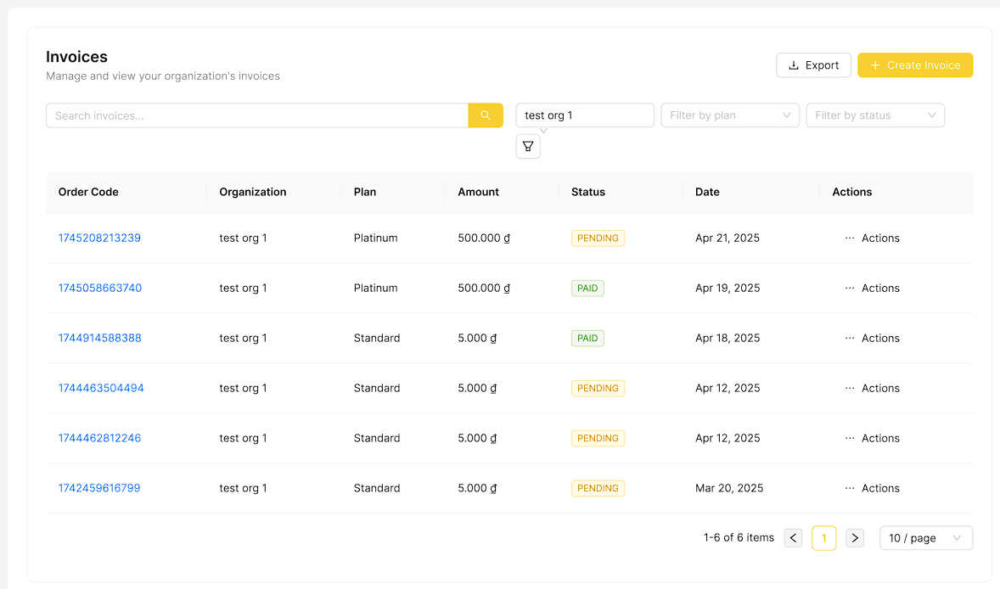 Invoices
Manage and view your organization's invoices
Export
Create Invoice
Search invoices...
test org 1
Filter by plan
Filter by status
Order Code Organization Plan Amount Status Date Actions
1745208213239 test org 1 Platinum 500.000 ₫ PENDING Apr 21, 2025 ··· Actions
1745058663740 test org 1 Platinum 500.000 ₫ PAID Apr 19, 2025 ··· Actions
1744914588388 test org 1 Standard 5.000 ₫ PAID Apr 18, 2025 ··· Actions
1744463504494 test org 1 Standard 5.000 ₫ PENDING Apr 12, 2025 ··· Actions
1744462812246 test org 1 Standard 5.000 ₫ PENDING Apr 12, 2025 ··· Actions
1742459616799 test org 1 Standard 5.000 ₫ PENDING Mar 20, 2025 ··· Actions
1-6 of 6 items < 1 > 10 / page